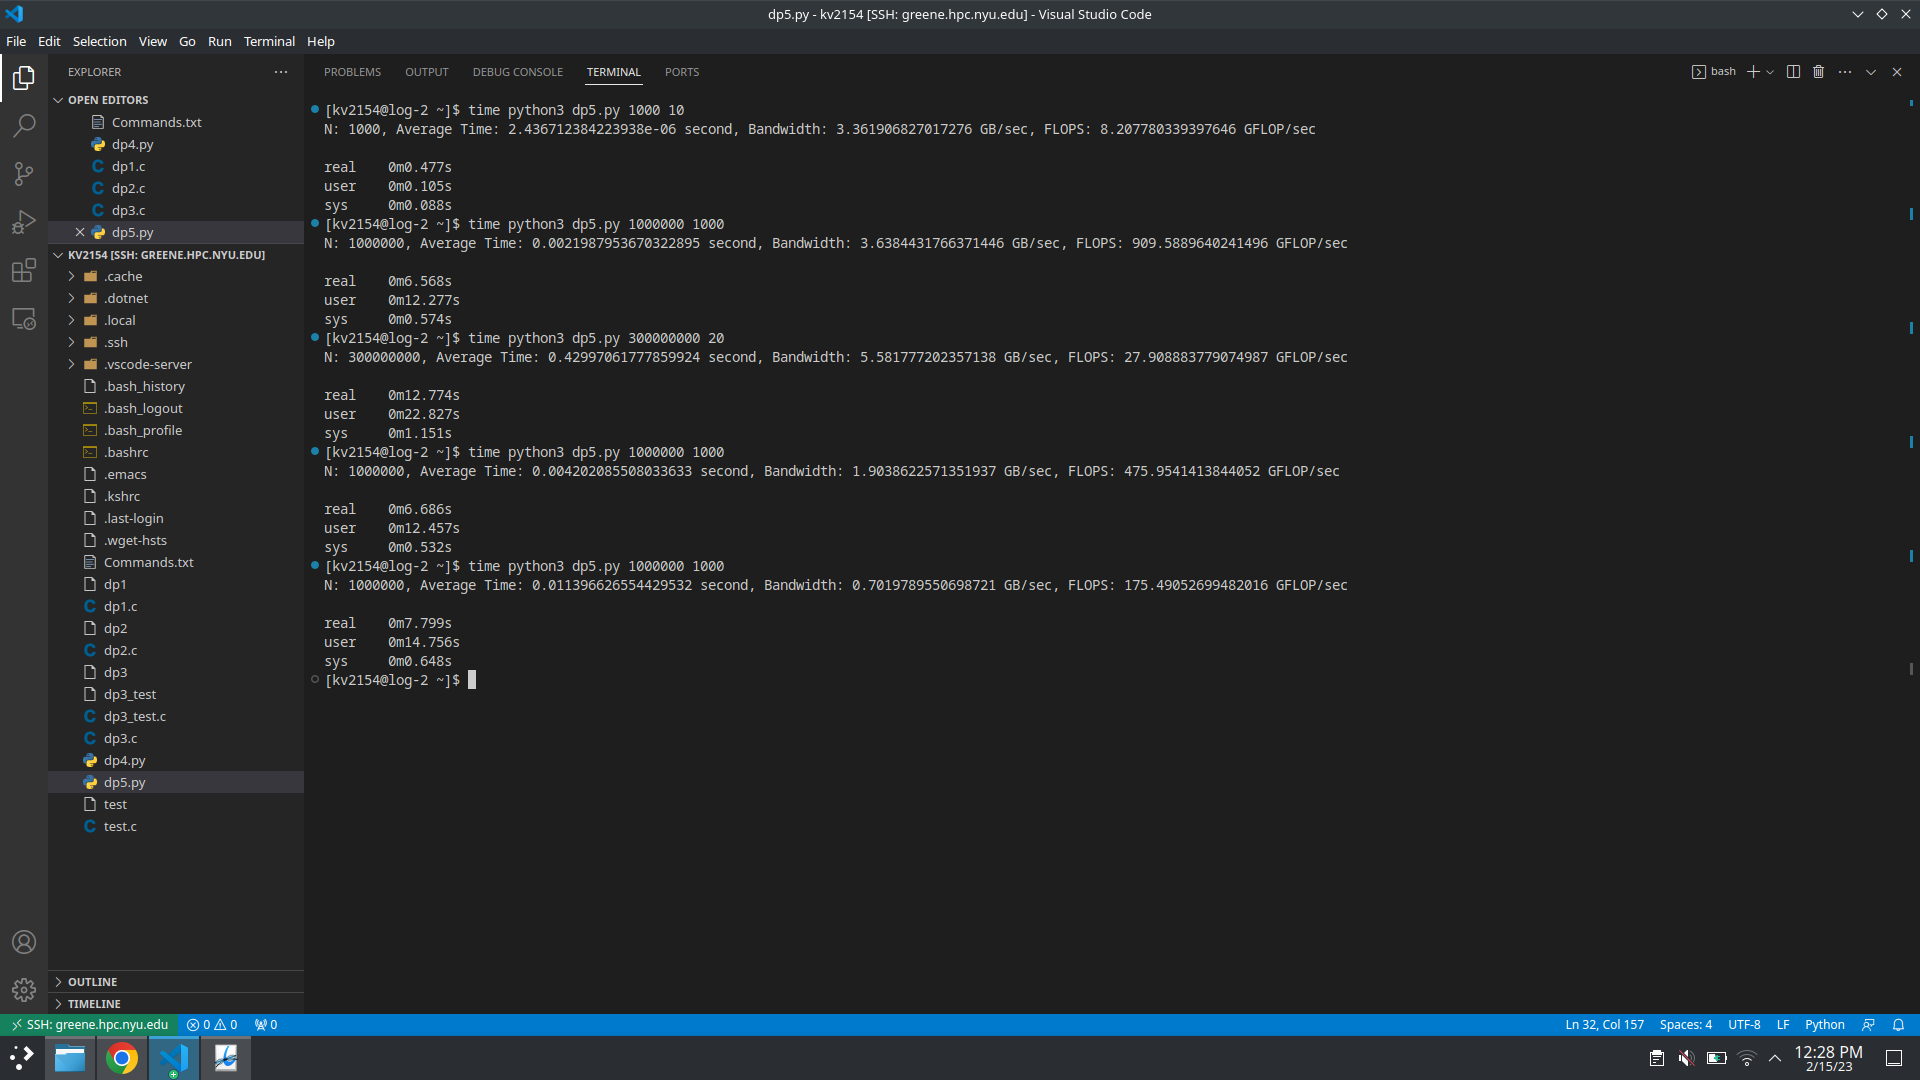 dp5.py - kv2154 [SSH: greene.hpc.nyu.edu] - Visual Studio Code
File Edit Selection View Go Run Terminal Help
EXPLORER
OPEN EDITORS
Commands.txt
dp4.py
dp1.c
dp2.c
dp3.c
dp5.py
KV2154 [SSH: GREENE.HPC.NYU.EDU]
.cache
.dotnet
.local
.ssh
.vscode-server
.bash_history
.bash_logout
.bash_profile
.bashrc
.emacs
.kshrc
.last-login
.wget-hsts
Commands.txt
dp1
dp1.c
dp2
dp2.c
dp3
dp3_test
dp3_test.c
dp3.c
dp4.py
dp5.py
test
test.c
OUTLINE
TIMELINE
PROBLEMS OUTPUT DEBUG CONSOLE TERMINAL PORTS
bash
[kv2154@log-2 ~]$ time python3 dp5.py 1000 10
N: 1000, Average Time: 2.436712384223938e-06 second, Bandwidth: 3.361906827017276 GB/sec, FLOPS: 8.207780339397646 GFLOP/sec
real 0m0.477s
user 0m0.105s
sys 0m0.088s
[kv2154@log-2 ~]$ time python3 dp5.py 1000000 1000
N: 1000000, Average Time: 0.0021987953670322895 second, Bandwidth: 3.6384431766371446 GB/sec, FLOPS: 909.5889640241496 GFLOP/sec
real 0m6.568s
user 0m12.277s
sys 0m0.574s
[kv2154@log-2 ~]$ time python3 dp5.py 300000000 20
N: 300000000, Average Time: 0.42997061777859924 second, Bandwidth: 5.581777202357138 GB/sec, FLOPS: 27.908883779074987 GFLOP/sec
real 0m12.774s
user 0m22.827s
sys 0m1.151s
[kv2154@log-2 ~]$ time python3 dp5.py 1000000 1000
N: 1000000, Average Time: 0.004202085508033633 second, Bandwidth: 1.9038622571351937 GB/sec, FLOPS: 475.9541413844052 GFLOP/sec
real 0m6.686s
user 0m12.457s
sys 0m0.532s
[kv2154@log-2 ~]$ time python3 dp5.py 1000000 1000
N: 1000000, Average Time: 0.011396626554429532 second, Bandwidth: 0.7019789550698721 GB/sec, FLOPS: 175.49052699482016 GFLOP/sec
real 0m7.799s
user 0m14.756s
sys 0m0.648s
[kv2154@log-2 ~]$
SSH: greene.hpc.nyu.edu 0 0 0 Ln 32, Col 157 Spaces: 4 UTF-8 LF Python
12:28 PM
2/15/23